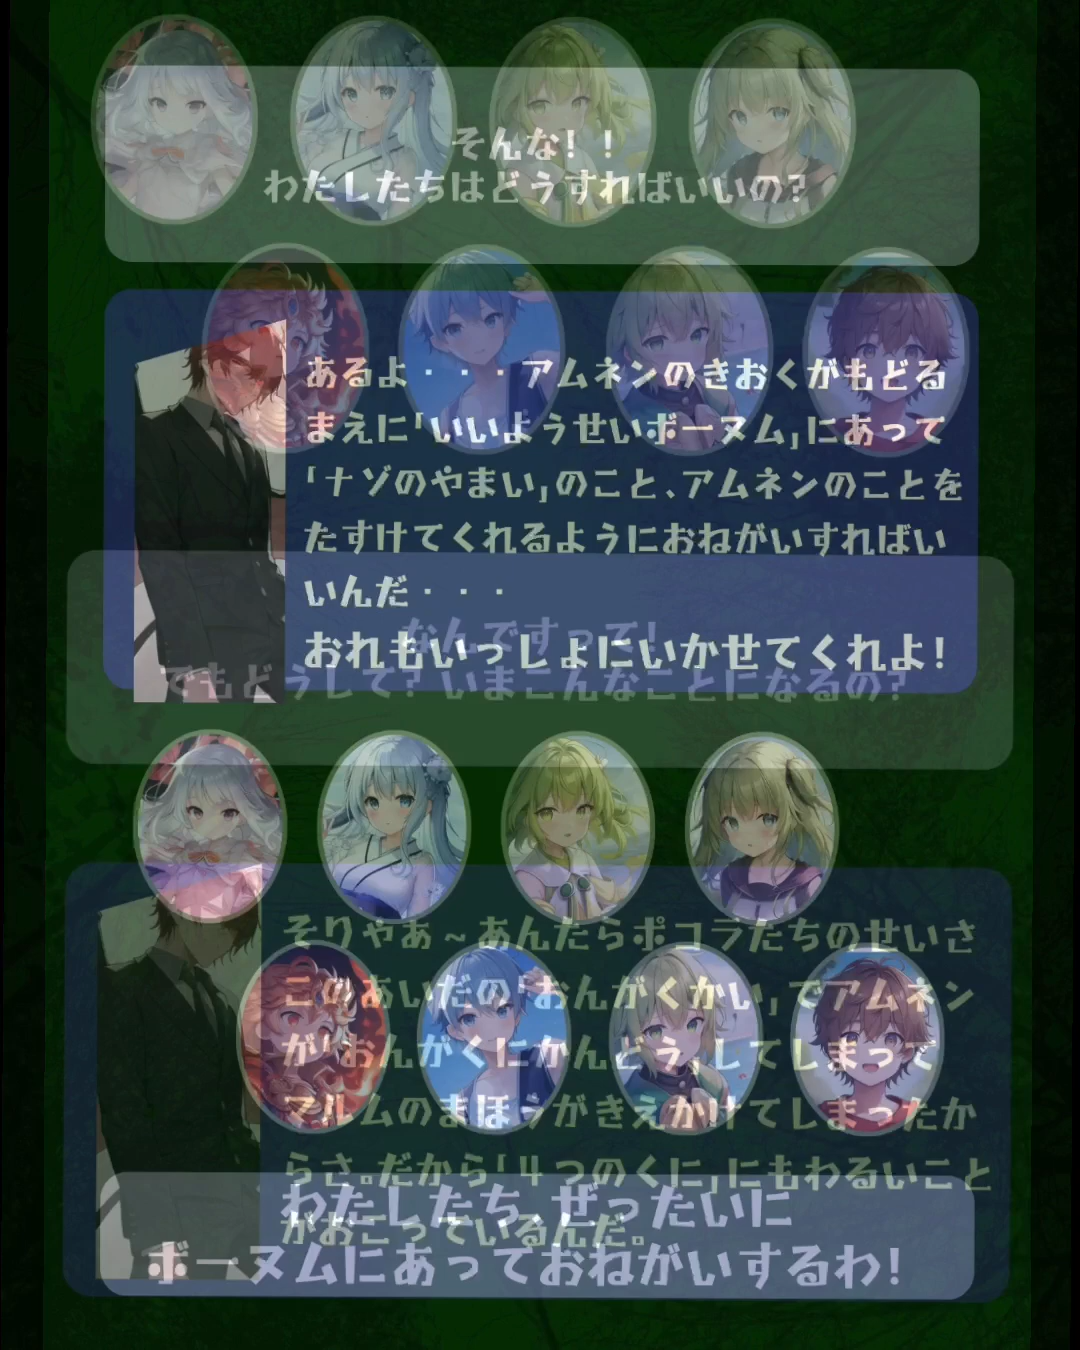 そんな！！
わたしたちはどうすればいいの？
あるよ・・・アムネンのきおくがもどる
まえに「いいようせいボーヌム」にあって
「ナゾのやまい」のこと、アムネンのことを
たすけてくれるようにおねがいすればい
いんだ・・・
おれもいっしょにいかせてくれよ！
なんですって！
でもどうして？いまこんなことになるの？
そりゃぁ～あんたらポコラたちのせいさ
このあいだの「おんがくかい」でアムネン
が「おんがくにかんどう」してしまって
マルムのまほうがきえかけてしまったか
らさ。だから「４つのくに」にもわるいこと
がおこっているんだ。
わたしたち、ぜったいに
ボーヌムにあっておねがいするわ！